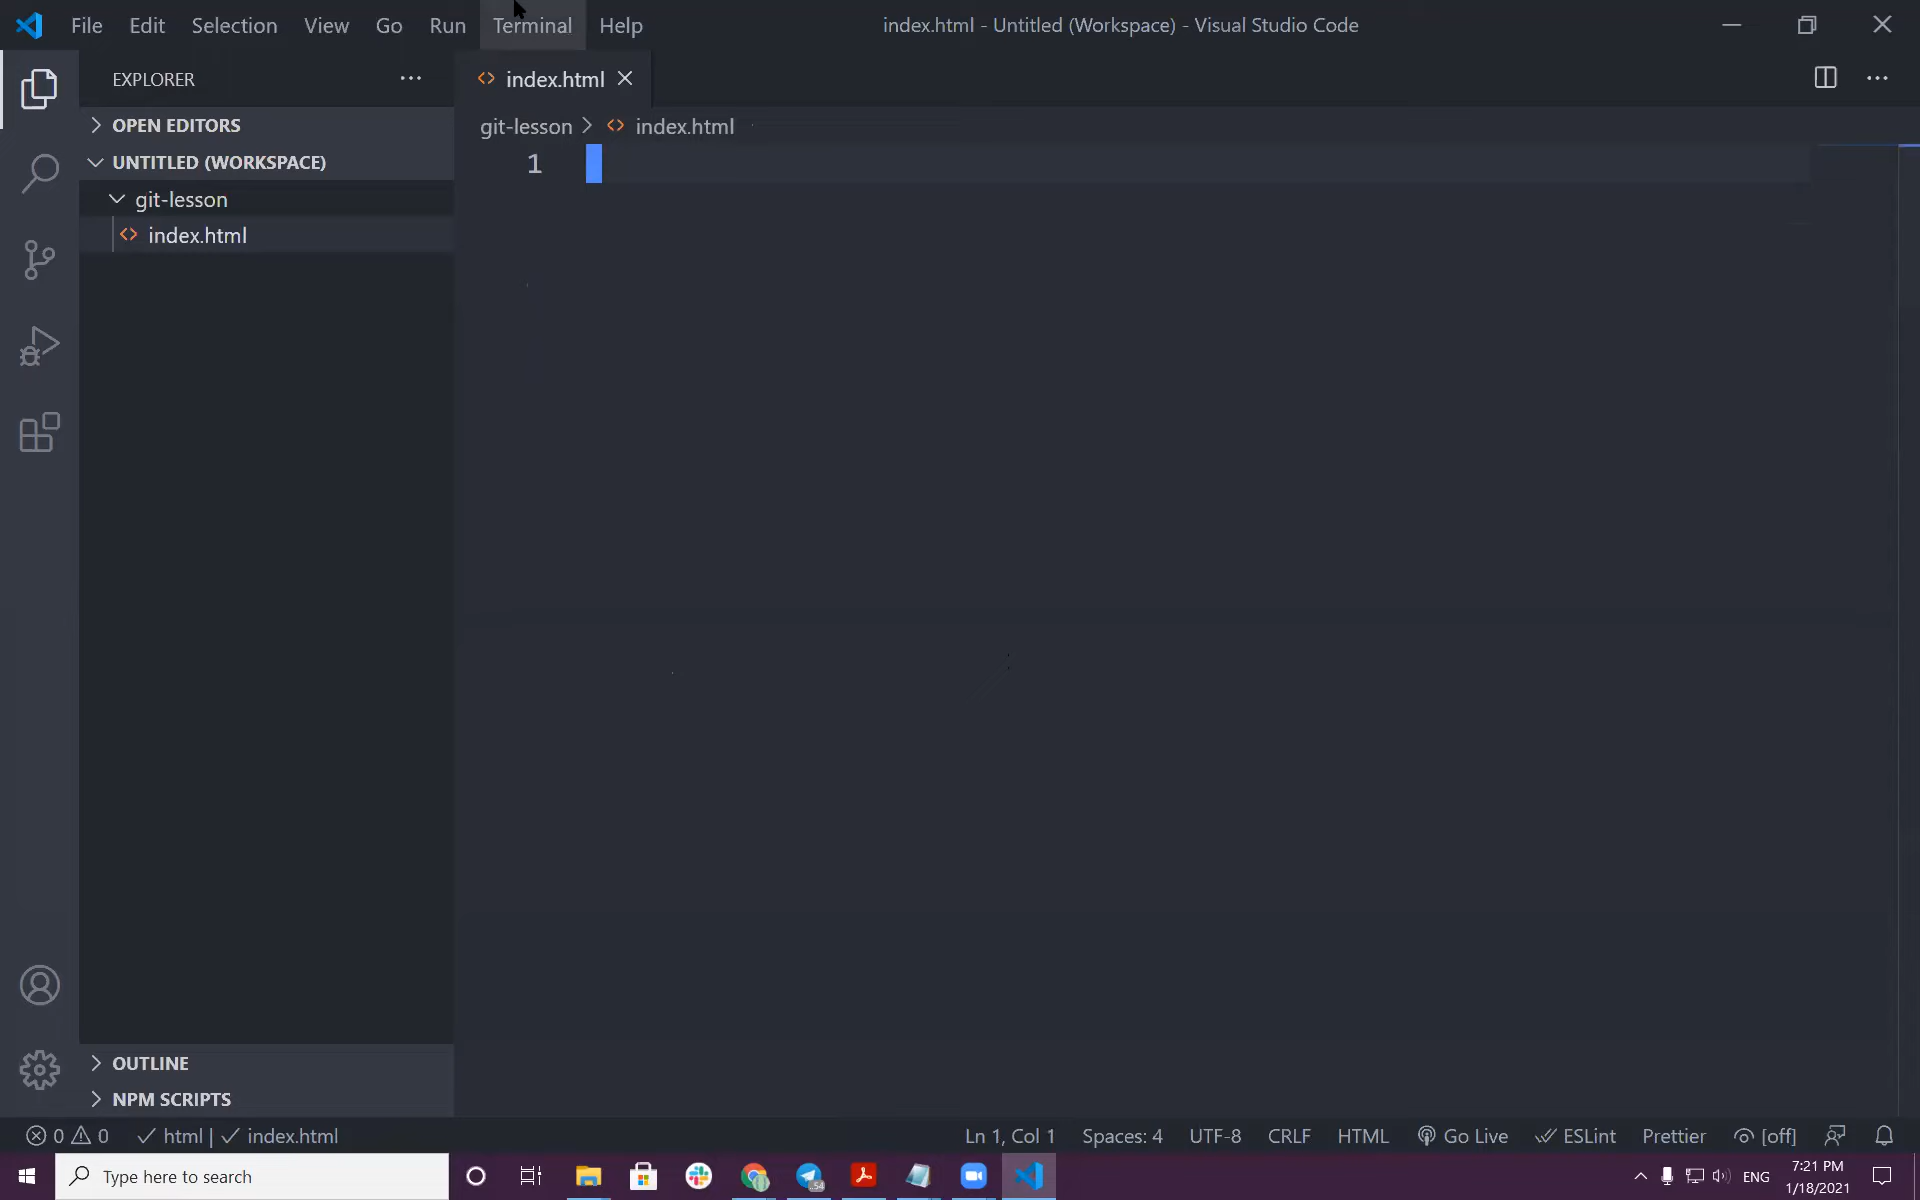 File Edit Selection View Go Run Terminal Help
index.html - Untitled (Workspace) - Visual Studio Code
EXPLORER
index.html
OPEN EDITORS
git-lesson > index.html
UNTITLED (WORKSPACE)
1
git-lesson
index.html
OUTLINE
NPM SCRIPTS
0 0 html | index.html
Ln 1, Col 1 Spaces: 4 UTF-8 CRLF HTML Go Live ESLint Prettier [off]
Type here to search
54
ENG
7:21 PM
1/18/2021